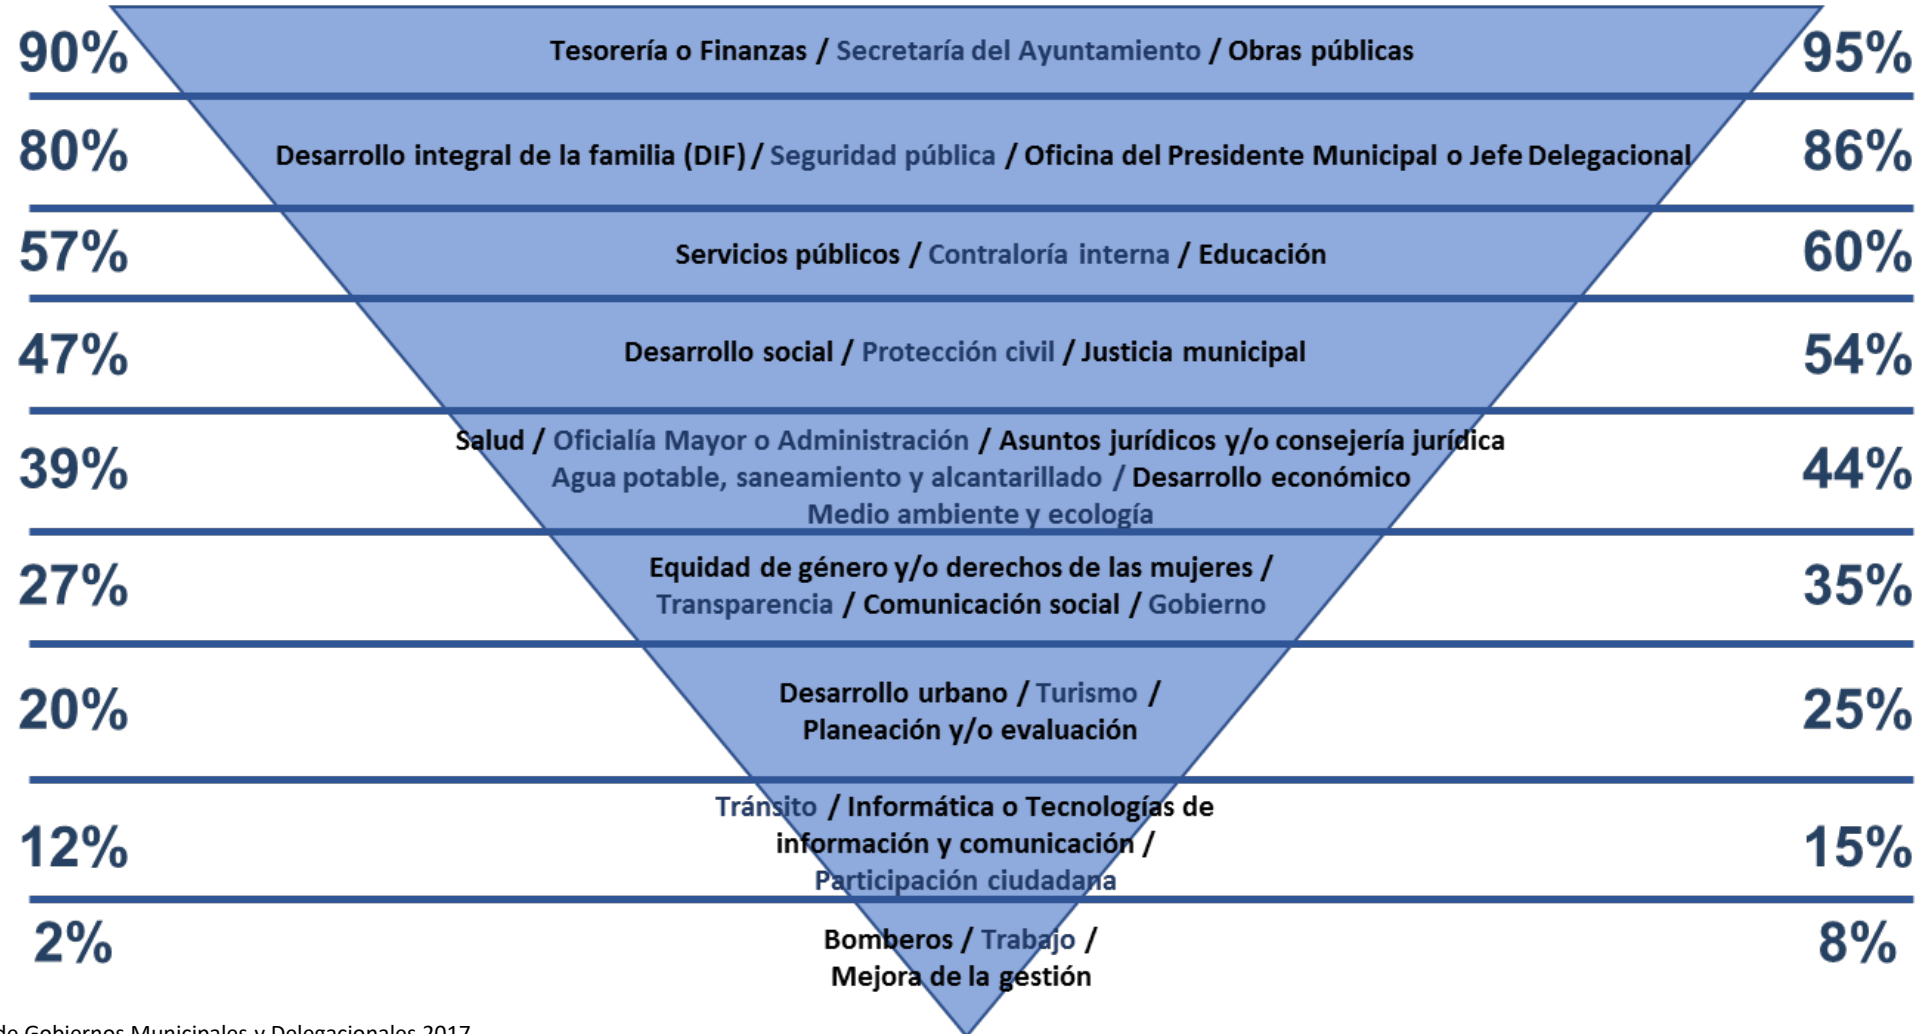 90% Tesorería o Finanzas / Secretaría del Ayuntamiento / Obras públicas 95%
80% Desarrollo integral de la familia (DIF) / Seguridad pública / Oficina del Presidente Municipal o Jefe Delegacional 86%
57% Servicios públicos / Contraloría interna / Educación 60%
47% Desarrollo social / Protección civil / Justicia municipal 54%
Salud / Oficialía Mayor o Administración / Asuntos jurídicos y/o consejería jurídica
39% Agua potable, saneamiento y alcantarillado / Desarrollo económico 44%
Medio ambiente y ecología
Equidad de género y/o derechos de las mujeres /
27% Transparencia / Comunicación social / Gobierno 35%
Desarrollo urbano / Turismo /
20% Planeación y/o evaluación 25%
Tránsito / Informática o Tecnologías de
12% información y comunicación / 15%
Participación ciudadana
2% Bomberos / Trabajo / 8%
Mejora de la gestión
de Gobiernos Municipales y Delegacionales 2017